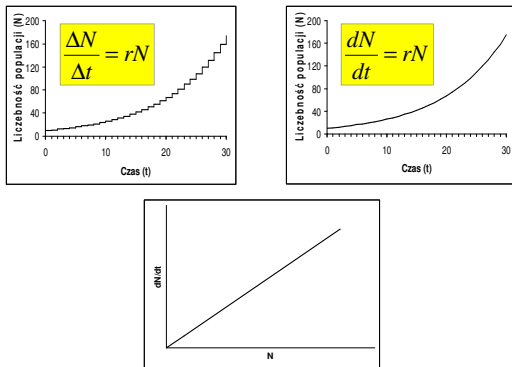 Liczebność populacji (N)
200
160
120
80
40
0
ΔN/Δt = rN
0 10 20 30
Czas (t)
Liczebność populacji (N)
200
160
120
80
40
0
dN/dt = rN
0 10 20 30
Czas (t)
dN/dt
N